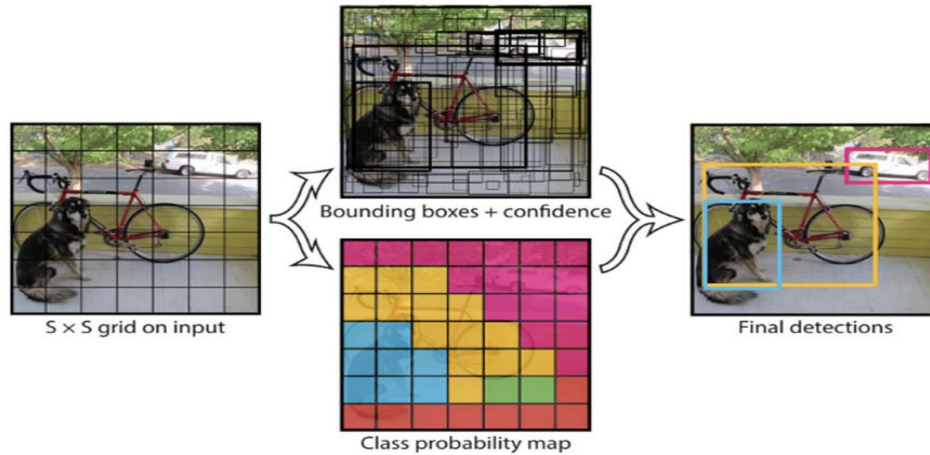 S × S grid on input
Bounding boxes + confidence
Class probability map
Final detections